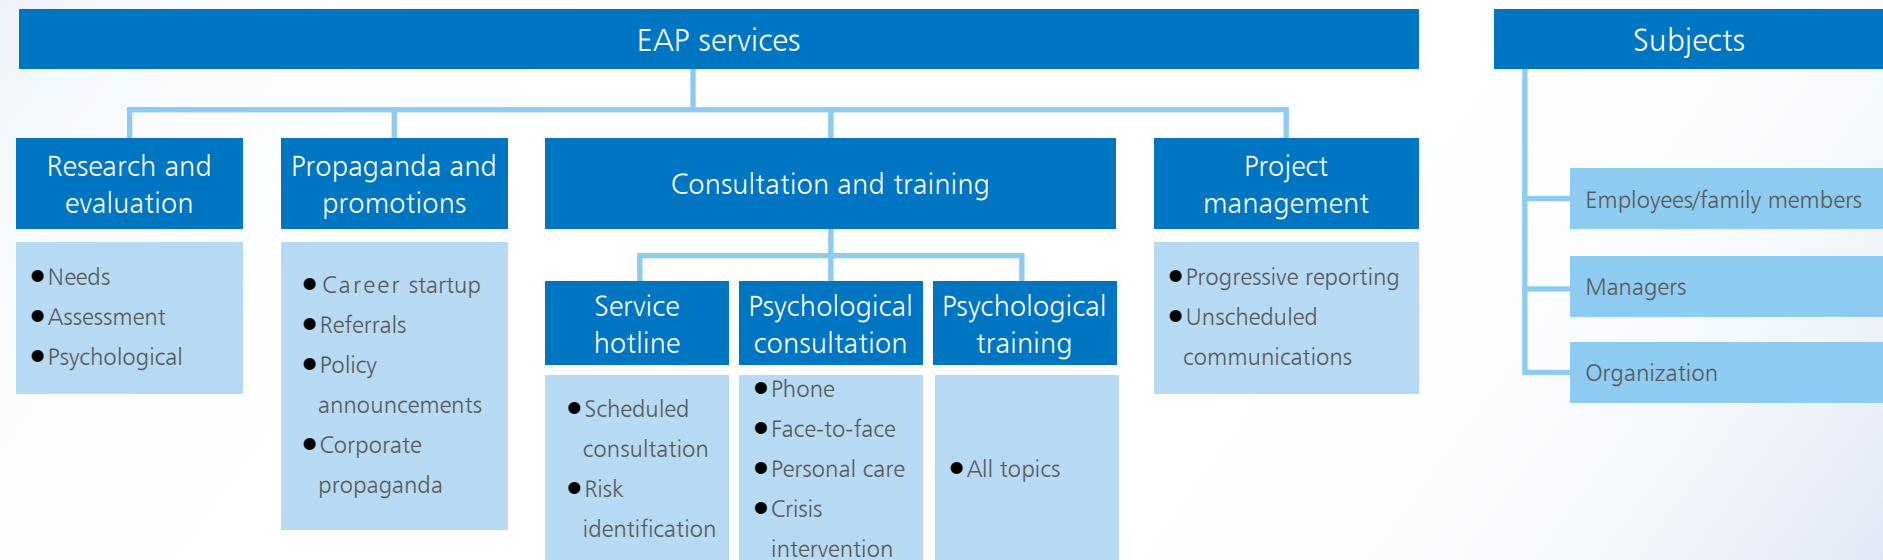 EAP services
Subjects
Research and
evaluation
Propaganda and
promotions
Consultation and training
Project
management
● Needs
● Assessment
● Psychological
● Career startup
● Referrals
● Policy
announcements
● Corporate
propaganda
Service
hotline
Psychological
consultation
Psychological
training
● Scheduled
consultation
● Risk
identification
● Phone
● Face-to-face
● Personal care
● Crisis
intervention
● All topics
● Progressive reporting
● Unscheduled
communications
Employees/family members
Managers
Organization